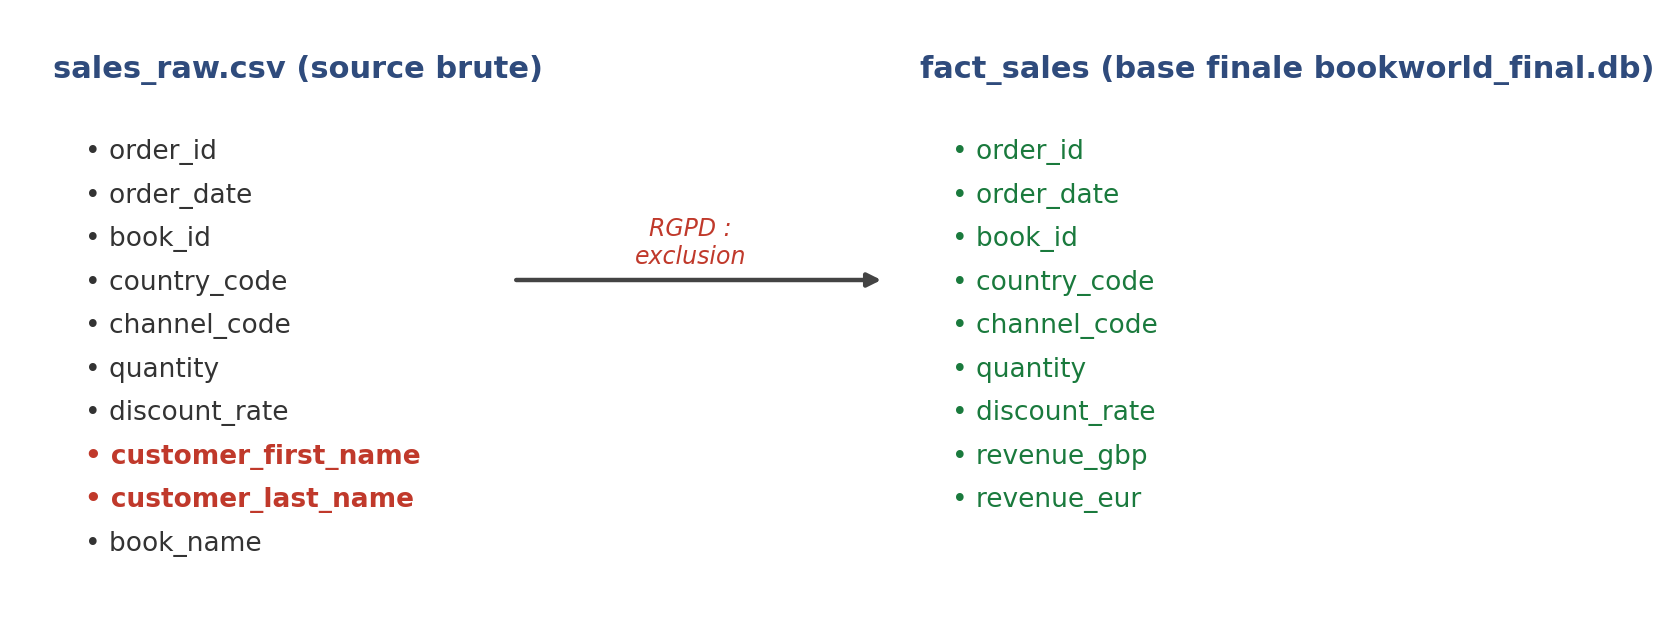 sales_raw.csv (source brute)
• order_id
• order_date
• book_id
• country_code
• channel_code
• quantity
• discount_rate
• customer_first_name
• customer_last_name
• book_name
RGPD :
exclusion
fact_sales (base finale bookworld_final.db)
• order_id
• order_date
• book_id
• country_code
• channel_code
• quantity
• discount_rate
• revenue_gbp
• revenue_eur